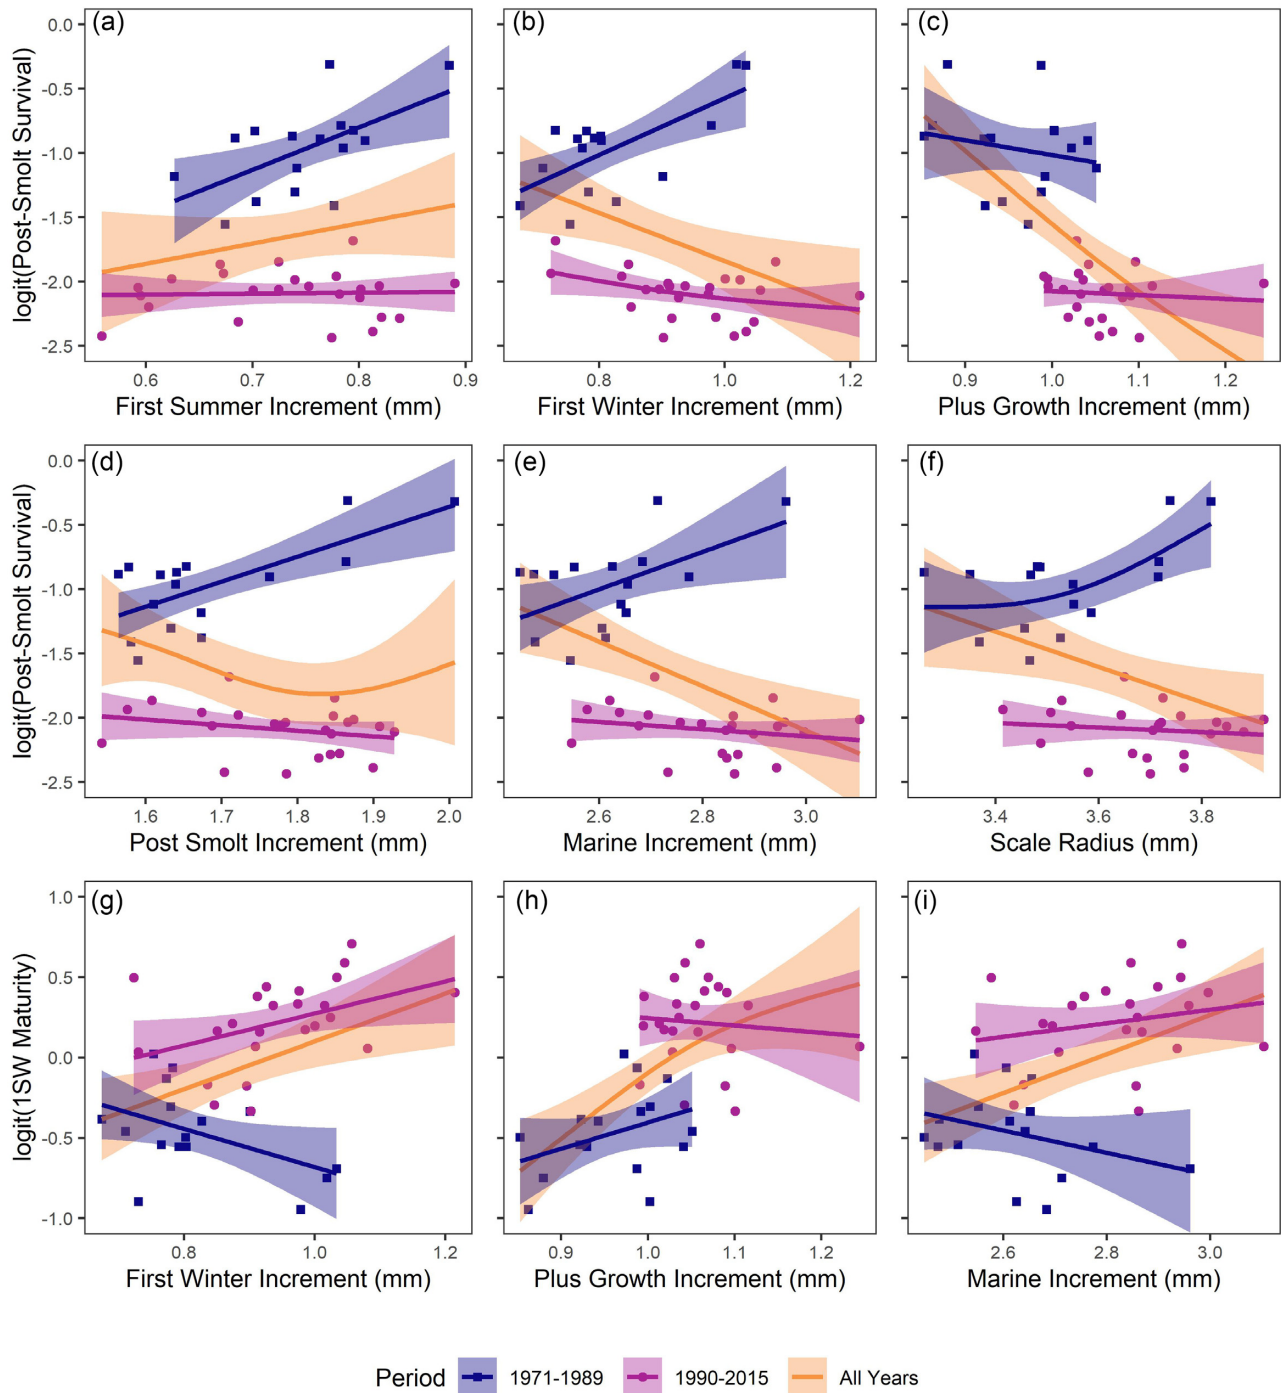 (a) (b) (c)
0.0
-0.5
-1.0
-1.5
-2.0
-2.5
logit(Post-Smolt Survival)
0.6 0.7 0.8 0.9 0.8 1.0 1.2 0.9 1.0 1.1 1.2
First Summer Increment (mm) First Winter Increment (mm) Plus Growth Increment (mm)
(d) (e) (f)
0.0
-0.5
-1.0
-1.5
-2.0
-2.5
logit(Post-Smolt Survival)
1.6 1.7 1.8 1.9 2.0 2.6 2.8 3.0 3.4 3.6 3.8
Post Smolt Increment (mm) Marine Increment (mm) Scale Radius (mm)
(g) (h) (i)
1.0
0.5
0.0
-0.5
-1.0
logit(1SW Maturity)
0.8 1.0 1.2 0.9 1.0 1.1 1.2 2.6 2.8 3.0
First Winter Increment (mm) Plus Growth Increment (mm) Marine Increment (mm)
Period 1971-1989 1990-2015 All Years